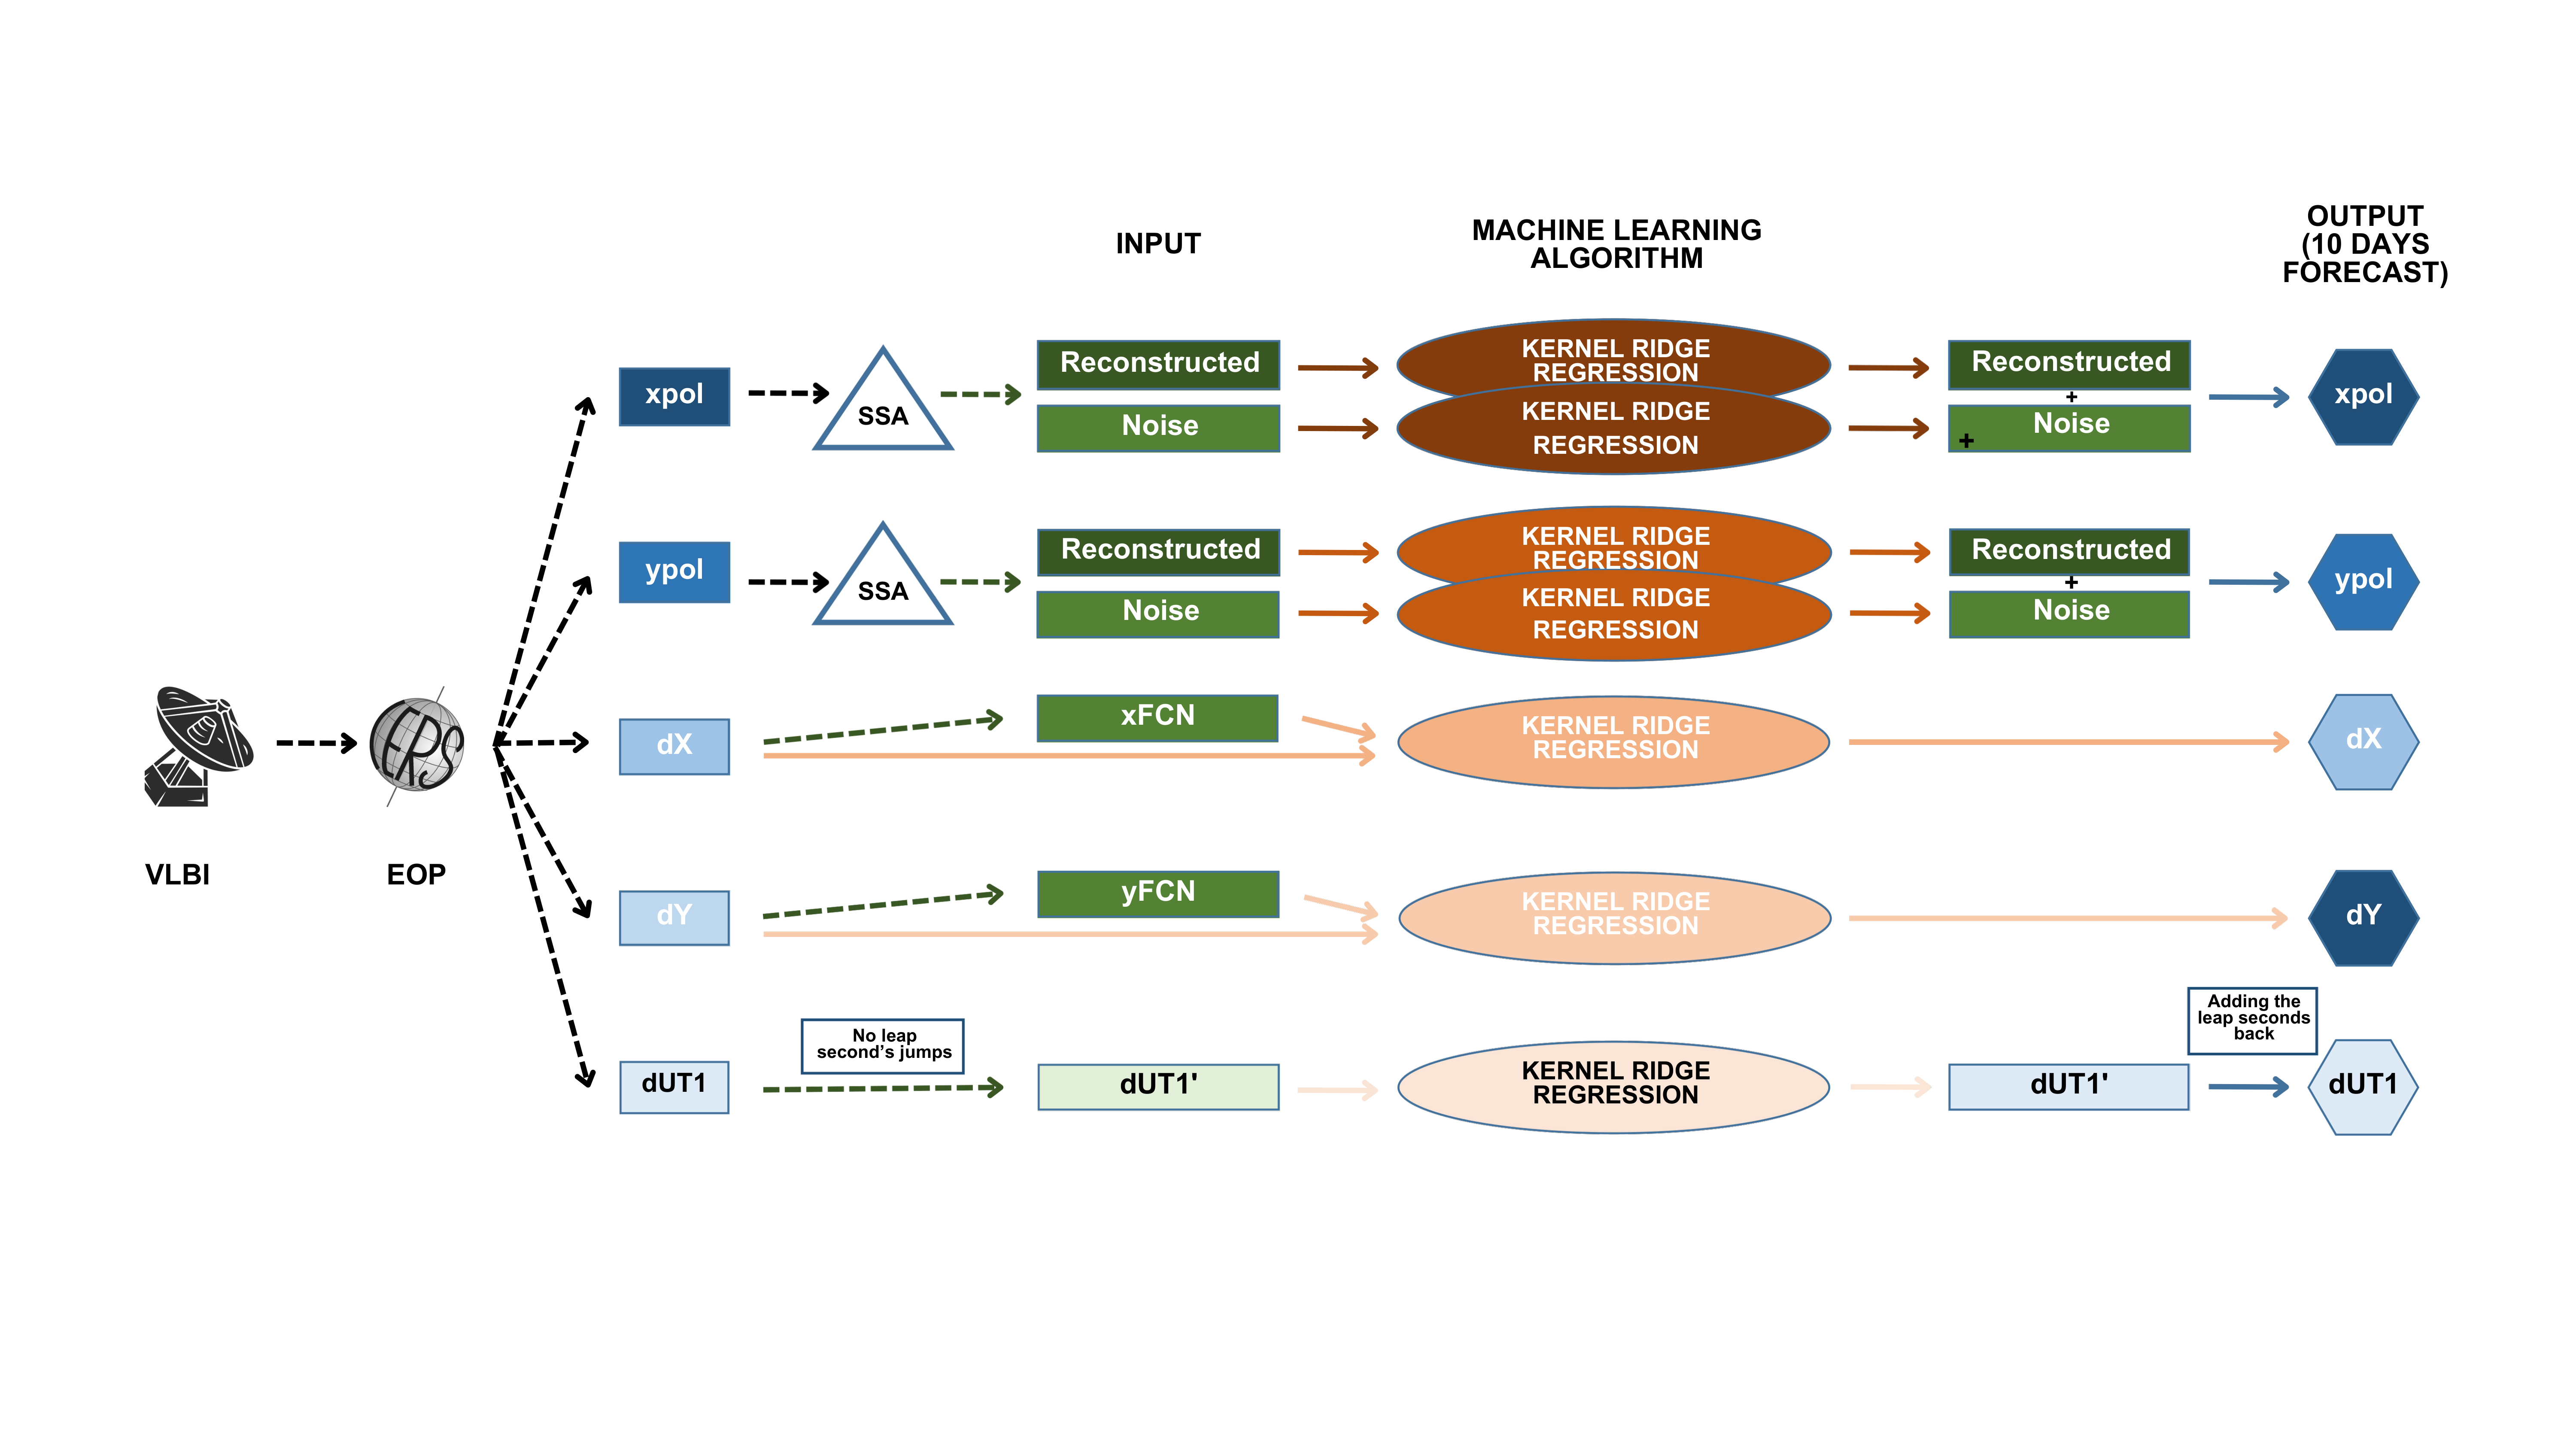 INPUT
MACHINE LEARNING
ALGORITHM
OUTPUT
(10 DAYS
FORECAST)
xpol
SSA
Reconstructed
Noise
KERNEL RIDGE
REGRESSION
KERNEL RIDGE
REGRESSION
Reconstructed
+
Noise
+
xpol
ypol
SSA
Reconstructed
Noise
KERNEL RIDGE
REGRESSION
KERNEL RIDGE
REGRESSION
Reconstructed
+
Noise
ypol
IERS
dX
xFCN
KERNEL RIDGE
REGRESSION
dX
VLBI
EOP
dY
yFCN
KERNEL RIDGE
REGRESSION
dY
dUT1
No leap
second's jumps
dUT1'
KERNEL RIDGE
REGRESSION
dUT1'
Adding the
leap seconds
back
dUT1